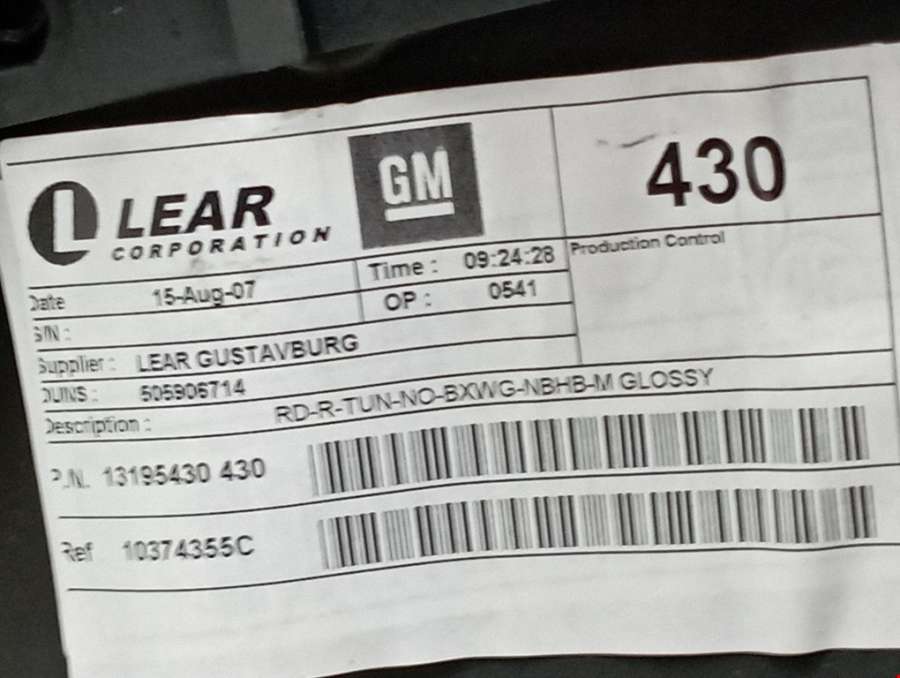 LEAR
CORPORATION
GM
430
Production Control
Date 15-Aug-07
Time : 09:24:28
OP : 0541
S/N :
Supplier : LEAR GUSTAVBURG
DUNS : 505906714
Description : RD-R-TUN-NO-BXWG-NBHB-M GLOSSY
P.N. 13195430 430
Ref 10374355C